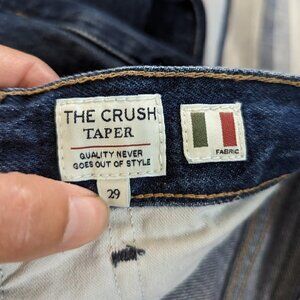 THE CRUSH
TAPER
QUALITY NEVER
GOES OUT OF STYLE
29
FABRIC